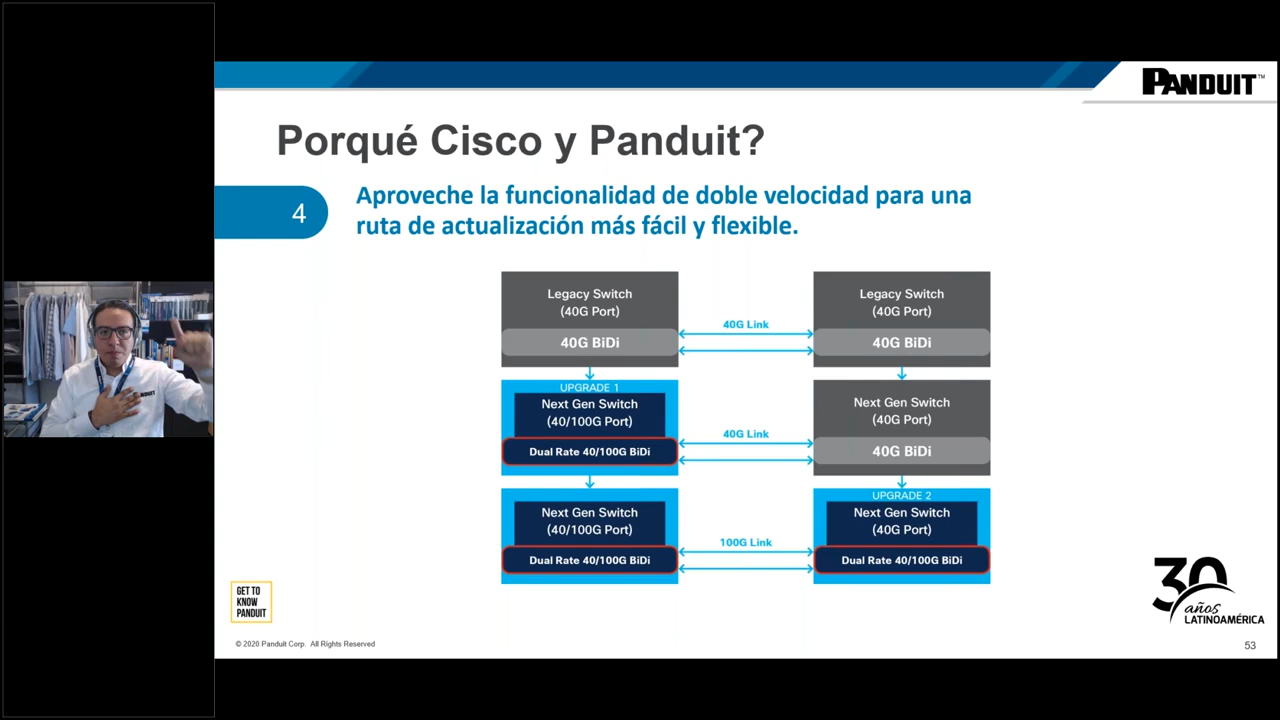 PANDUIT™
Porqué Cisco y Panduit?
4
Aproveche la funcionalidad de doble velocidad para una
ruta de actualización más fácil y flexible.
Legacy Switch
(40G Port)
40G BiDi
40G Link
Legacy Switch
(40G Port)
40G BiDi
UPGRADE 1
Next Gen Switch
(40/100G Port)
Dual Rate 40/100G BiDi
40G Link
Next Gen Switch
(40G Port)
40G BiDi
Next Gen Switch
(40/100G Port)
Dual Rate 40/100G BiDi
100G Link
UPGRADE 2
Next Gen Switch
(40G Port)
Dual Rate 40/100G BiDi
PANDUIT
GET TO
KNOW
PANDUIT
30
años
LATINOAMÉRICA
© 2020 Panduit Corp. All Rights Reserved
53